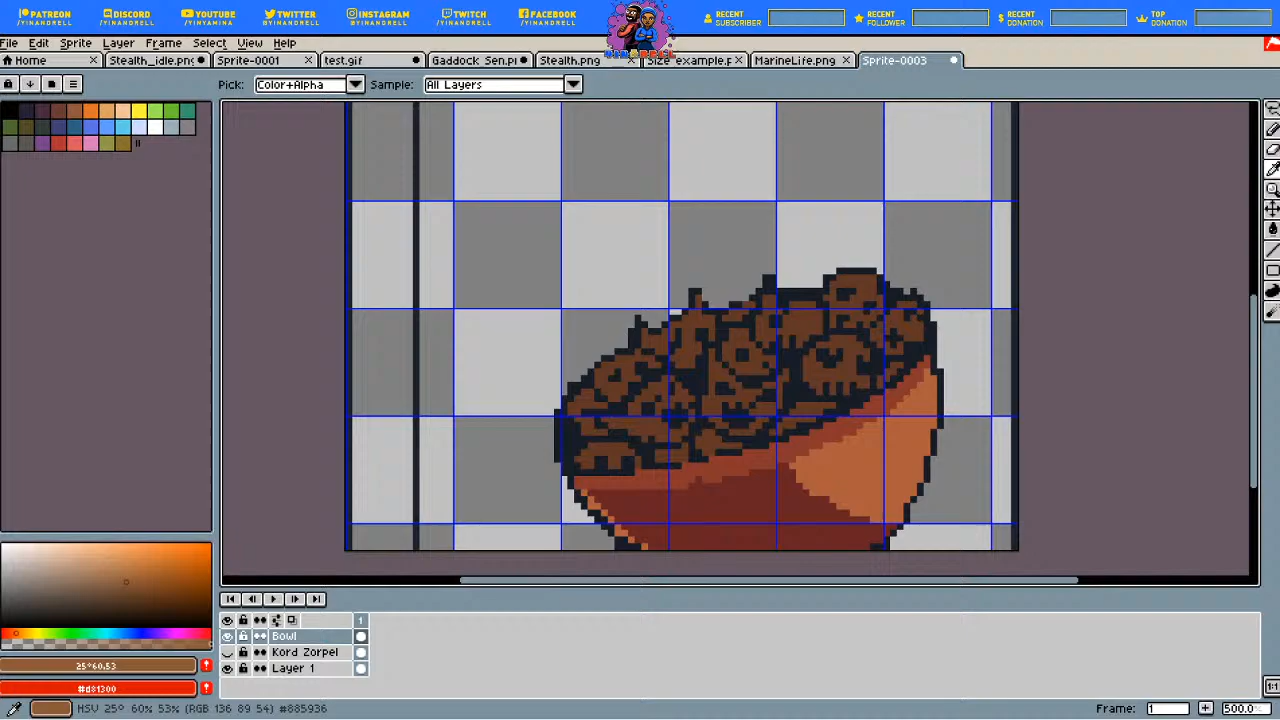 PATREON
/YINANDRELL
DISCORD
@YINANDRELL
YOUTUBE
/YINYAMINA
TWITTER
@YINANDRELL
INSTAGRAM
@YINANDRELL
TWITCH
/YINANDRELL
FACEBOOK
@YINANDRELL
RECENT
SUBSCRIBER
RECENT
FOLLOWER
RECENT
DONATION
TOP
DONATION
File Edit Sprite Layer Frame Select View Help
Home
Stealth_idle.png
Sprite-0001
test.gif
Gaddock Sen.p
Stealth.png
Size example.p
MarineLife.png
Sprite-0003
Pick: Color+Alpha Sample: All Layers
25°60.53
#d81300
1
Bowl
Kord Zorpel
Layer 1
1:1
HSV 25° 60% 53% (RGB 136 89 54) #885936
Frame: 1
500.0